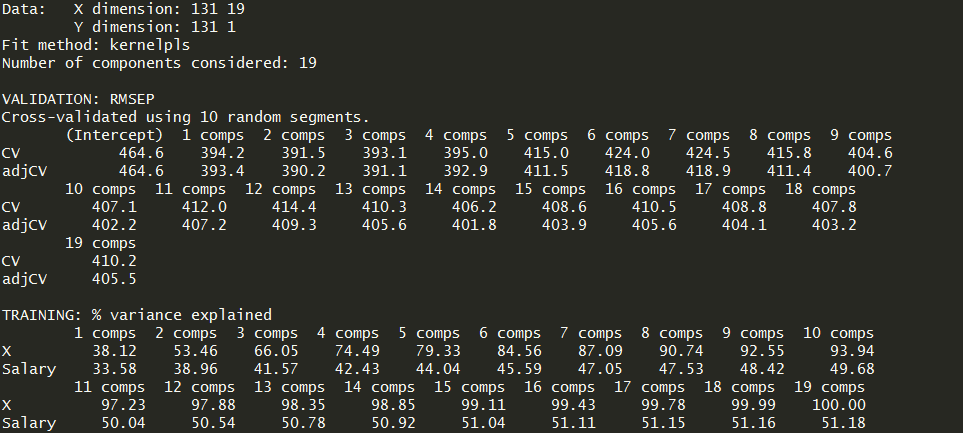 Data:   X dimension: 131 19
        Y dimension: 131 1
Fit method: kernelpls
Number of components considered: 19

VALIDATION: RMSEP
Cross-validated using 10 random segments.
       (Intercept)  1 comps  2 comps  3 comps  4 comps  5 comps  6 comps  7 comps  8 comps  9 comps
CV           464.6    394.2    391.5    393.1    395.0    415.0    424.0    424.5    415.8    404.6
adjCV        464.6    393.4    390.2    391.1    392.9    411.5    418.8    418.9    411.4    400.7
       10 comps  11 comps  12 comps  13 comps  14 comps  15 comps  16 comps  17 comps  18 comps
CV        407.1     412.0     414.4     410.3     406.2     408.6     410.5     408.8     407.8
adjCV     402.2     407.2     409.3     405.6     401.8     403.9     405.6     404.1     403.2
       19 comps
CV        410.2
adjCV     405.5

TRAINING: % variance explained
        1 comps  2 comps  3 comps  4 comps  5 comps  6 comps  7 comps  8 comps  9 comps  10 comps
X         38.12    53.46    66.05    74.49    79.33    84.56    87.09    90.74    92.55     93.94
Salary    33.58    38.96    41.57    42.43    44.04    45.59    47.05    47.53    48.42     49.68
        11 comps  12 comps  13 comps  14 comps  15 comps  16 comps  17 comps  18 comps  19 comps
X          97.23     97.88     98.35     98.85     99.11     99.43     99.78     99.99    100.00
Salary     50.04     50.54     50.78     50.92     51.04     51.11     51.15     51.16     51.18